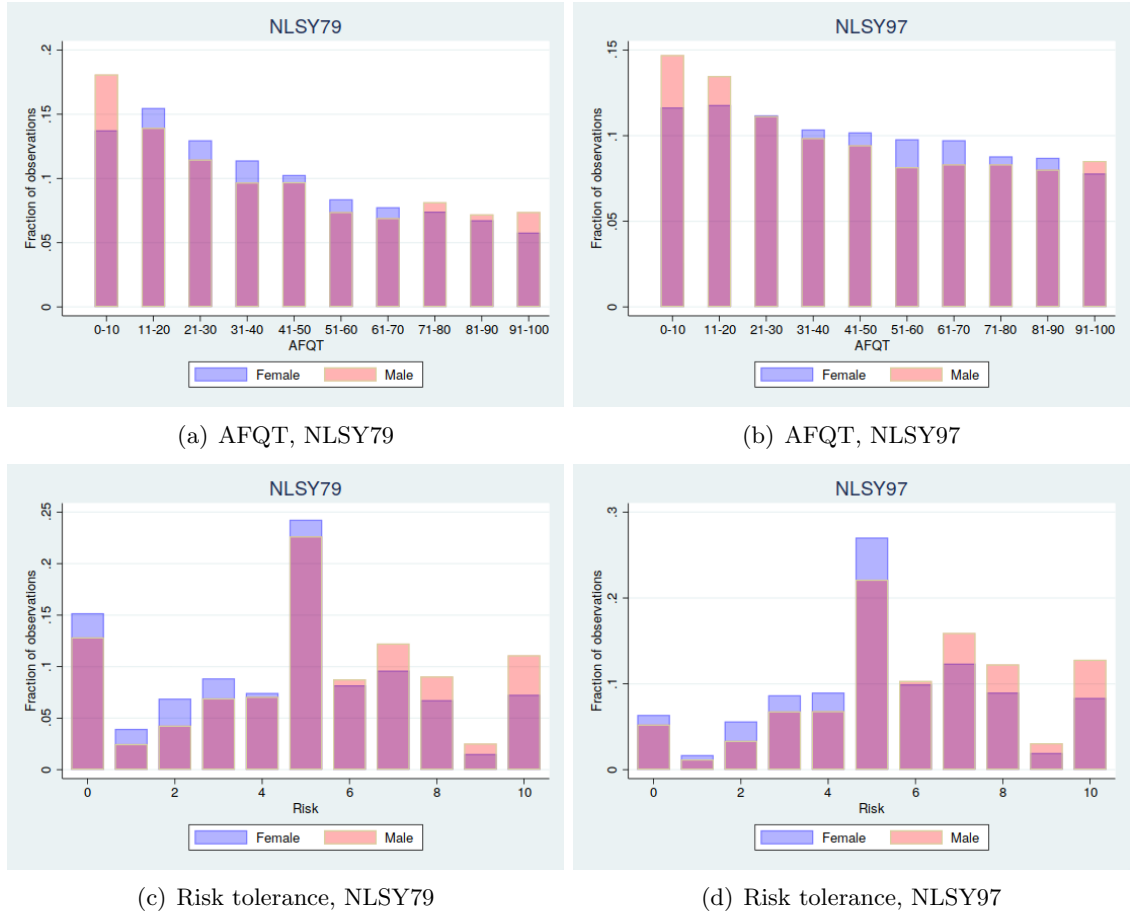 NLSY79
Fraction of observations
.2
.15
.1
.05
0
0-10 11-20 21-30 31-40 41-50 51-60 61-70 71-80 81-90 91-100
AFQT
Female Male
(a) AFQT, NLSY79
NLSY97
Fraction of observations
.15
.1
.05
0
0-10 11-20 21-30 31-40 41-50 51-60 61-70 71-80 81-90 91-100
AFQT
Female Male
(b) AFQT, NLSY97
NLSY79
Fraction of observations
.25
.2
.15
.1
.05
0
0 2 4 6 8 10
Risk
Female Male
(c) Risk tolerance, NLSY79
NLSY97
Fraction of observations
.3
.2
.1
0
0 2 4 6 8 10
Risk
Female Male
(d) Risk tolerance, NLSY97